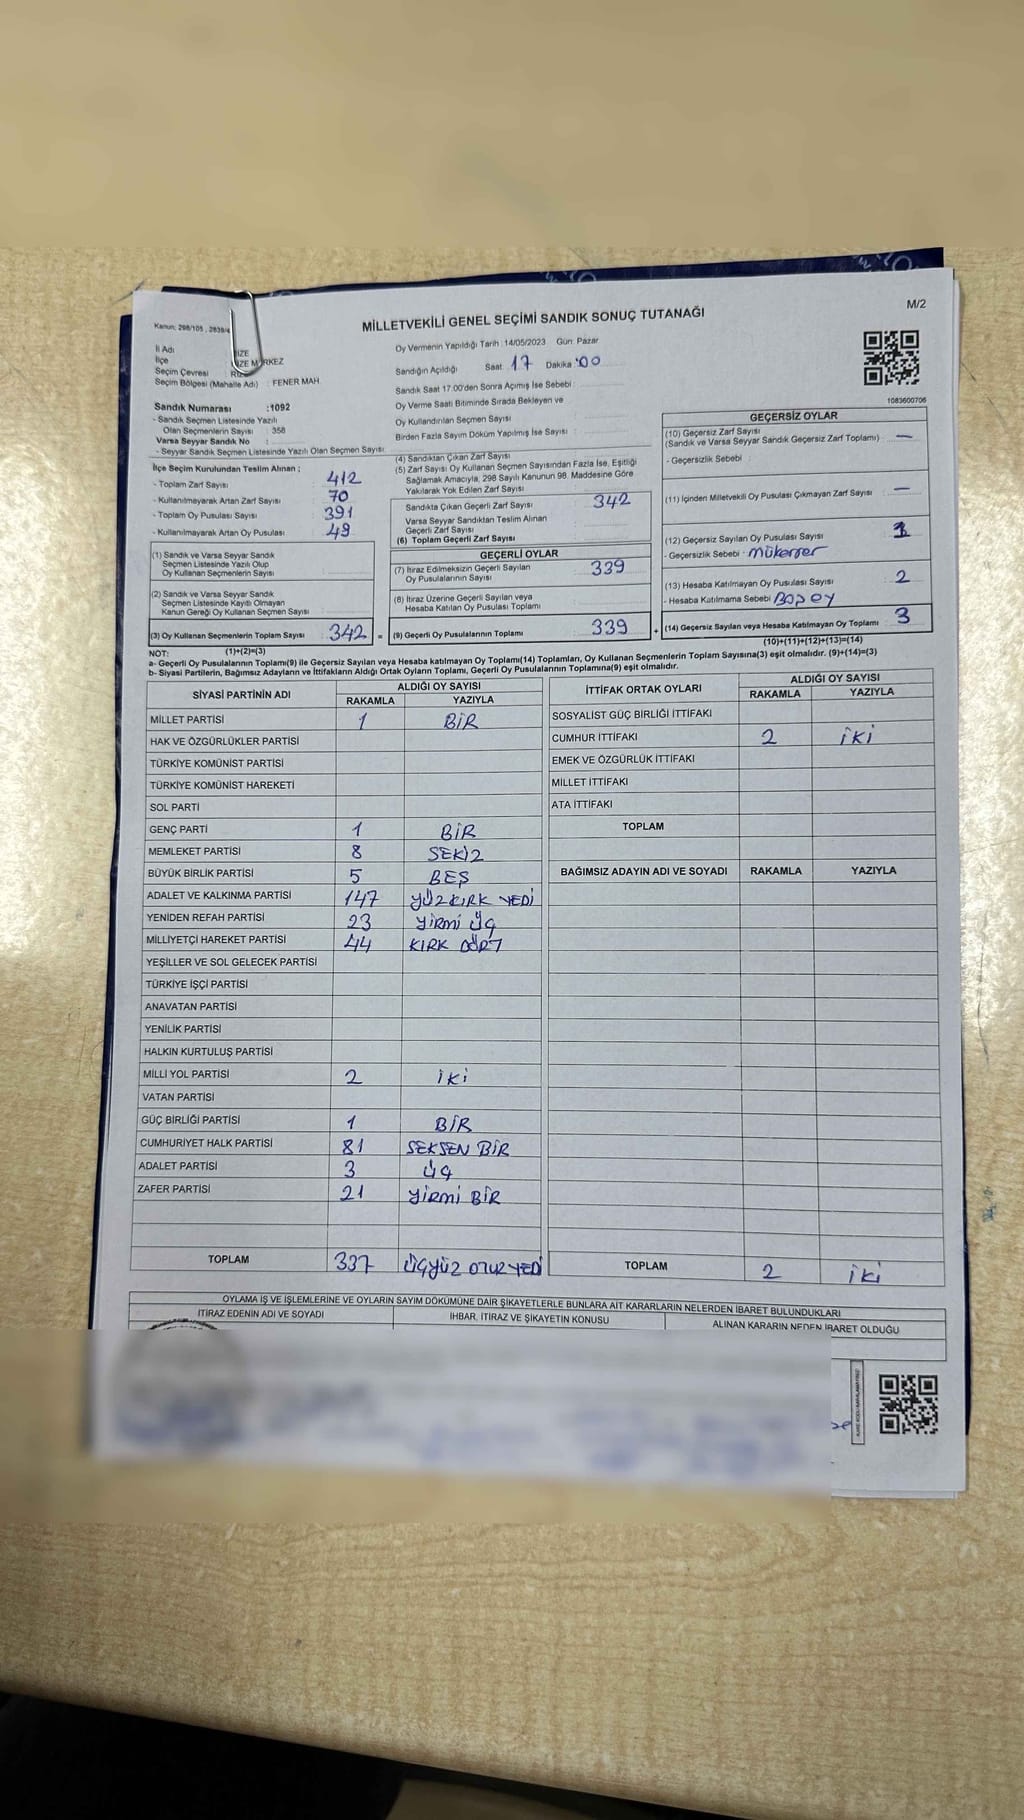 M/2
MİLLETVEKİLİ GENEL SEÇİMİ SANDIK SONUÇ TUTANAĞI
Kanun: 298/105 , 2839/4
İl Adı
İlçe
Seçim Çevresi
Seçim Bölgesi (Mahalle Adı) : FENER MAH.
Sandık Numarası :1092
- Sandık Seçmen Listesinde Yazılı
Olan Seçmenlerin Sayısı : 358
Varsa Seyyar Sandık No :
- Seyyar Sandık Seçmen Listesinde Yazılı Olan Seçmen Sayısı:
İlçe Seçim Kurulundan Teslim Alınan ;
- Toplam Zarf Sayısı : 412
- Kullanılmayarak Artan Zarf Sayısı : 70
- Toplam Oy Pusulası Sayısı : 391
- Kullanılmayarak Artan Oy Pusulası : 49
(1) Sandık ve Varsa Seyyar Sandık
Seçmen Listesinde Yazılı Olup
Oy Kullanan Seçmenlerin Sayısı :
(2) Sandık ve Varsa Seyyar Sandık
Seçmen Listesinde Kayıtlı Olmayan
Kanun Gereği Oy Kullanan Seçmen Sayısı :
(3) Oy Kullanan Seçmenlerin Toplam Sayısı : 342 =
(1)+(2)=(3)
Oy Vermenin Yapıldığı Tarih : 14/05/2023 Gün: Pazar
Sandığın Açıldığı Saat: 17 Dakika: 00
Sandık Saat 17.00'den Sonra Açımış İse Sebebi :
Oy Verme Saati Bitiminde Sırada Bekleyen ve
Oy Kullandırılan Seçmen Sayısı :
Birden Fazla Sayım Döküm Yapılmış İse Sayısı :
(4) Sandıktan Çıkan Zarf Sayısı
(5) Zarf Sayısı Oy Kullanan Seçmen Sayısından Fazla İse, Eşitliği
Sağlamak Amacıyla, 298 Sayılı Kanunun 98. Maddesine Göre
Yakılarak Yok Edilen Zarf Sayısı
Sandıkta Çıkan Geçerli Zarf Sayısı : 342
Varsa Seyyar Sandıktan Teslim Alınan
Geçerli Zarf Sayısı :
(6) Toplam Geçerli Zarf Sayısı :
GEÇERLİ OYLAR
(7) İtiraz Edilmeksizin Geçerli Sayılan
Oy Pusulalarının Sayısı : 339
(8) İtiraz Üzerine Geçerli Sayılan veya
Hesaba Katılan Oy Pusulası Toplamı :
(9) Geçerli Oy Pusulalarının Toplamı : 339 +
1083600706
GEÇERSİZ OYLAR
(10) Geçersiz Zarf Sayısı
(Sandık ve Varsa Seyyar Sandık Geçersiz Zarf Toplamı) : —
- Geçersizlik Sebebi :
(11) İçinden Milletvekili Oy Pusulası Çıkmayan Zarf Sayısı : —
(12) Geçersiz Sayılan Oy Pusulası Sayısı : 1
- Geçersizlik Sebebi : mükerrer
(13) Hesaba Katılmayan Oy Pusulası Sayısı : 2
- Hesaba Katılmama Sebebi : BOŞ OY
(14) Geçersiz Sayılan veya Hesaba Katılmayan Oy Toplamı : 3
(10)+(11)+(12)+(13)=(14)
NOT:
a- Geçerli Oy Pusulalarının Toplamı(9) ile Geçersiz Sayılan veya Hesaba katılmayan Oy Toplamı(14) Toplamları, Oy Kullanan Seçmenlerin Toplam Sayısına(3) eşit olmalıdır. (9)+(14)=(3)
b- Siyasi Partilerin, Bağımsız Adayların ve İttifakların Aldığı Ortak Oyların Toplamı, Geçerli Oy Pusulalarının Toplamına(9) eşit olmalıdır.
SİYASİ PARTİNİN ADI ALDIĞI OY SAYISI
RAKAMLA YAZIYLA
MİLLET PARTİSİ 1 BİR
HAK VE ÖZGÜRLÜKLER PARTİSİ
TÜRKİYE KOMÜNİST PARTİSİ
TÜRKİYE KOMÜNİST HAREKETİ
SOL PARTİ
GENÇ PARTİ 1 BİR
MEMLEKET PARTİSİ 8 SEKİZ
BÜYÜK BİRLİK PARTİSİ 5 BEŞ
ADALET VE KALKINMA PARTİSİ 147 YÜZKIRK YEDİ
YENİDEN REFAH PARTİSİ 23 YİRMİ ÜÇ
MİLLİYETÇİ HAREKET PARTİSİ 44 KIRK DÖRT
YEŞİLLER VE SOL GELECEK PARTİSİ
TÜRKİYE İŞÇİ PARTİSİ
ANAVATAN PARTİSİ
YENİLİK PARTİSİ
HALKIN KURTULUŞ PARTİSİ
MİLLİ YOL PARTİSİ 2 İKİ
VATAN PARTİSİ
GÜÇ BİRLİĞİ PARTİSİ 1 BİR
CUMHURİYET HALK PARTİSİ 81 SEKSEN BİR
ADALET PARTİSİ 3 ÜÇ
ZAFER PARTİSİ 21 YİRMİ BİR
TOPLAM 337 ÜÇYÜZ OTUZYEDİ
İTTİFAK ORTAK OYLARI ALDIĞI OY SAYISI
RAKAMLA YAZIYLA
SOSYALİST GÜÇ BİRLİĞİ İTTİFAKI
CUMHUR İTTİFAKI 2 İKİ
EMEK VE ÖZGÜRLÜK İTTİFAKI
MİLLET İTTİFAKI
ATA İTTİFAKI
TOPLAM
BAĞIMSIZ ADAYIN ADI VE SOYADI RAKAMLA YAZIYLA
TOPLAM 2 İKİ
OYLAMA İŞ VE İŞLEMLERİNE VE OYLARIN SAYIM DÖKÜMÜNE DAİR ŞİKAYETLERLE BUNLARA AİT KARARLARIN NELERDEN İBARET BULUNDUKLARI
İTİRAZ EDENİN ADI VE SOYADI İHBAR, İTİRAZ VE ŞİKAYETİN KONUSU ALINAN KARARIN NEDEN İBARET OLDUĞU